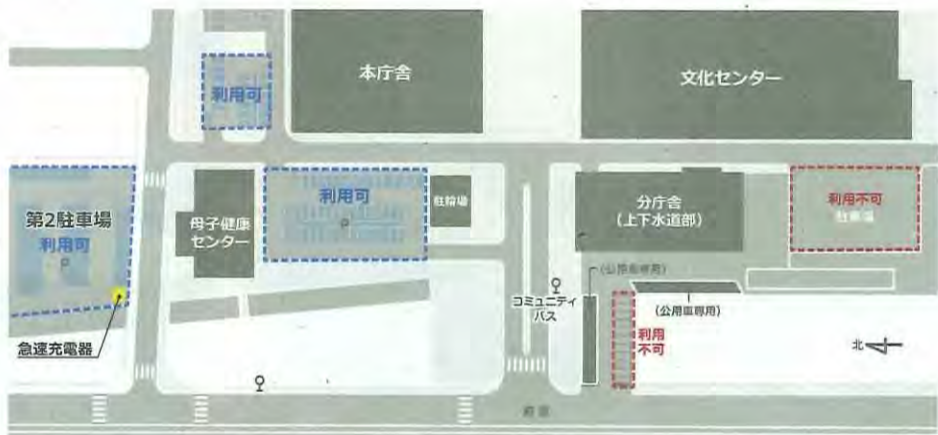 本庁舎
文化センター
利用可
第2駐車場
利用可
母子健康
センター
利用可
駐輪場
分庁舎
(上下水道部)
利用不可
駐車場
急速充電器
コミュニティ
バス
(公用車専用)
(公用車専用)
利用
不可
北